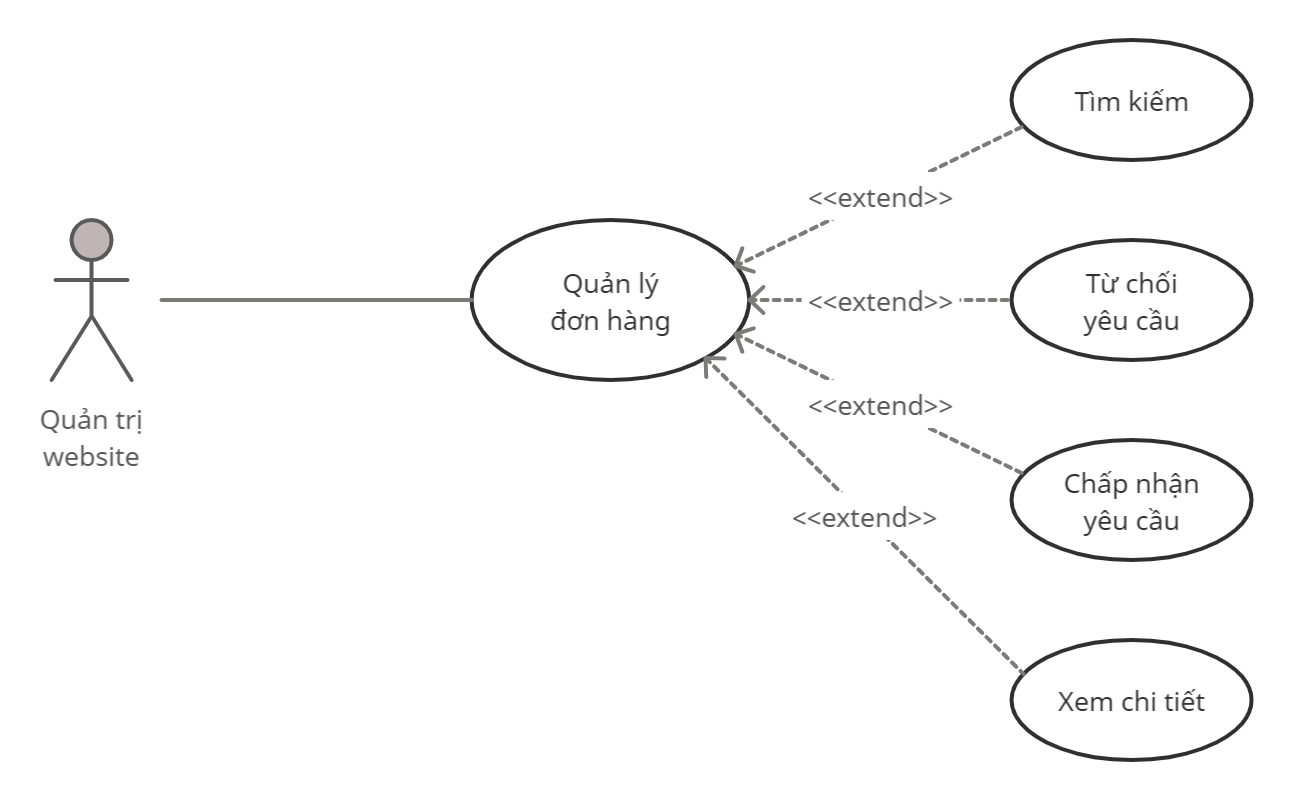 Tìm kiếm
<<extend>>
Quản lý
đơn hàng
<<extend>>
Từ chối
yêu cầu
Quản trị
website
<<extend>>
Chấp nhận
yêu cầu
<<extend>>
Xem chi tiết